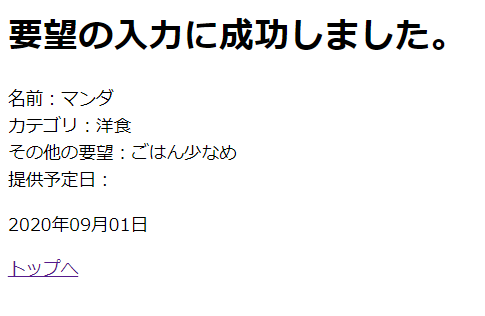 要望の入力に成功しました。
名前：マンダ
カテゴリ：洋食
その他の要望：ごはん少なめ
提供予定日：
2020年09月01日
トップへ